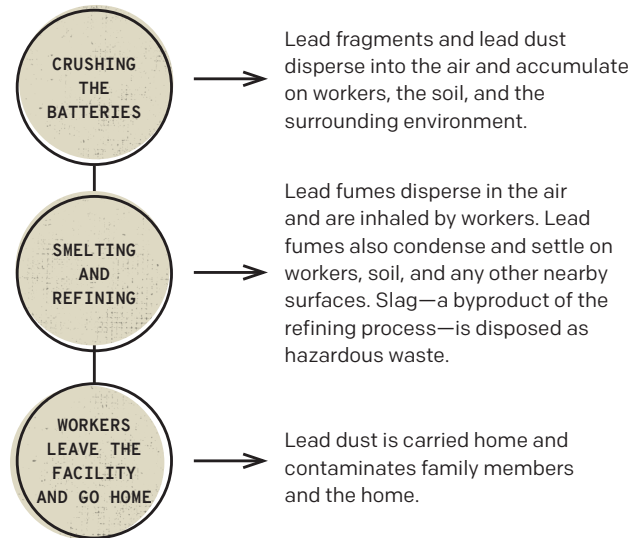 CRUSHING
THE
BATTERIES
Lead fragments and lead dust
disperse into the air and accumulate
on workers, the soil, and the
surrounding environment.
SMELTING
AND
REFINING
Lead fumes disperse in the air
and are inhaled by workers. Lead
fumes also condense and settle on
workers, soil, and any other nearby
surfaces. Slag—a byproduct of the
refining process—is disposed as
hazardous waste.
WORKERS
LEAVE THE
FACILITY
AND GO HOME
Lead dust is carried home and
contaminates family members
and the home.